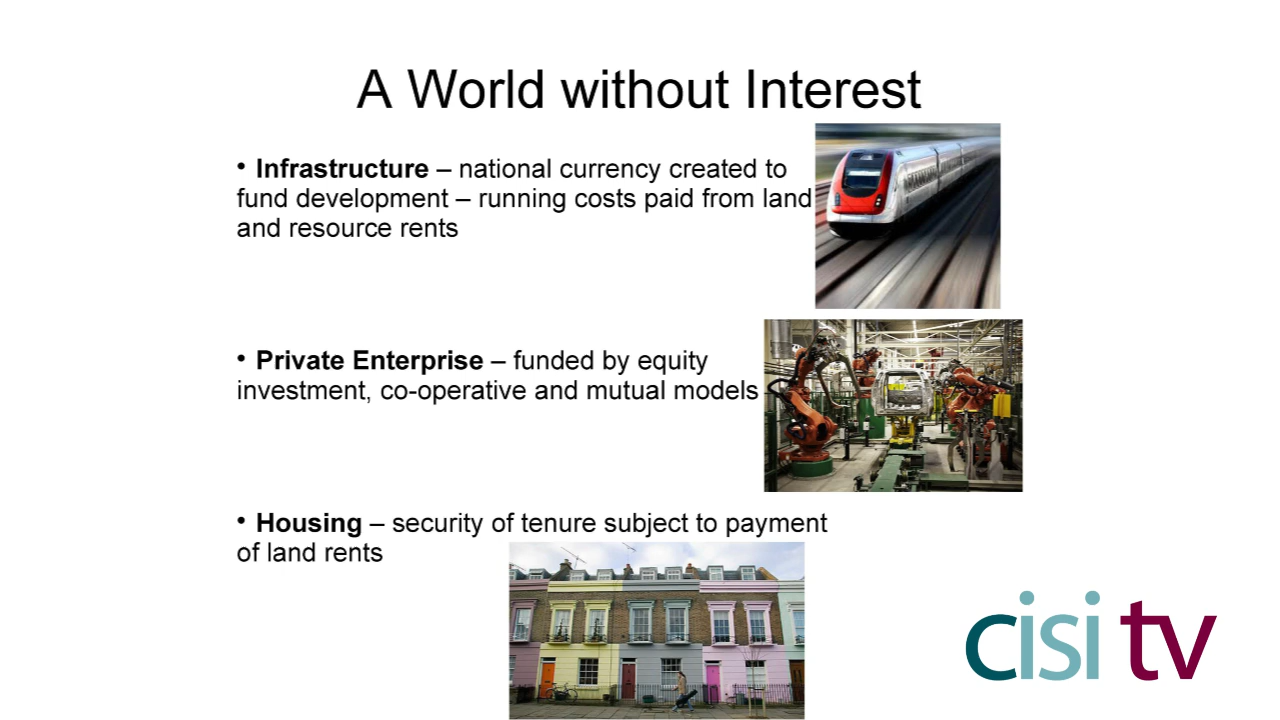 A World without Interest
• Infrastructure – national currency created to
fund development – running costs paid from land
and resource rents
• Private Enterprise – funded by equity
investment, co-operative and mutual models
• Housing – security of tenure subject to payment
of land rents
cisi tv